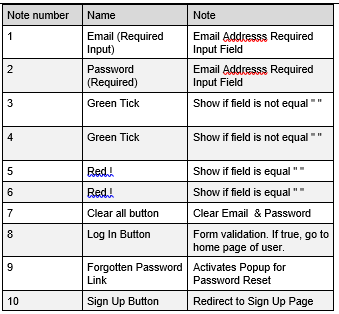 Note number Name Note
1 Email (Required Email Addresss Required
Input) Input Field
2 Password Email Addresss Required
(Required) Input Field
3 Green Tick Show if field is not equal " "
4 Green Tick Show if field is not equal " "
5 Red ! Show if field is equal " "
6 Red ! Show if field is equal " "
7 Clear all button Clear Email & Password
8 Log In Button Form validation. If true, go to
home page of user.
9 Forgotten Password Activates Popup for
Link Password Reset
10 Sign Up Button Redirect to Sign Up Page